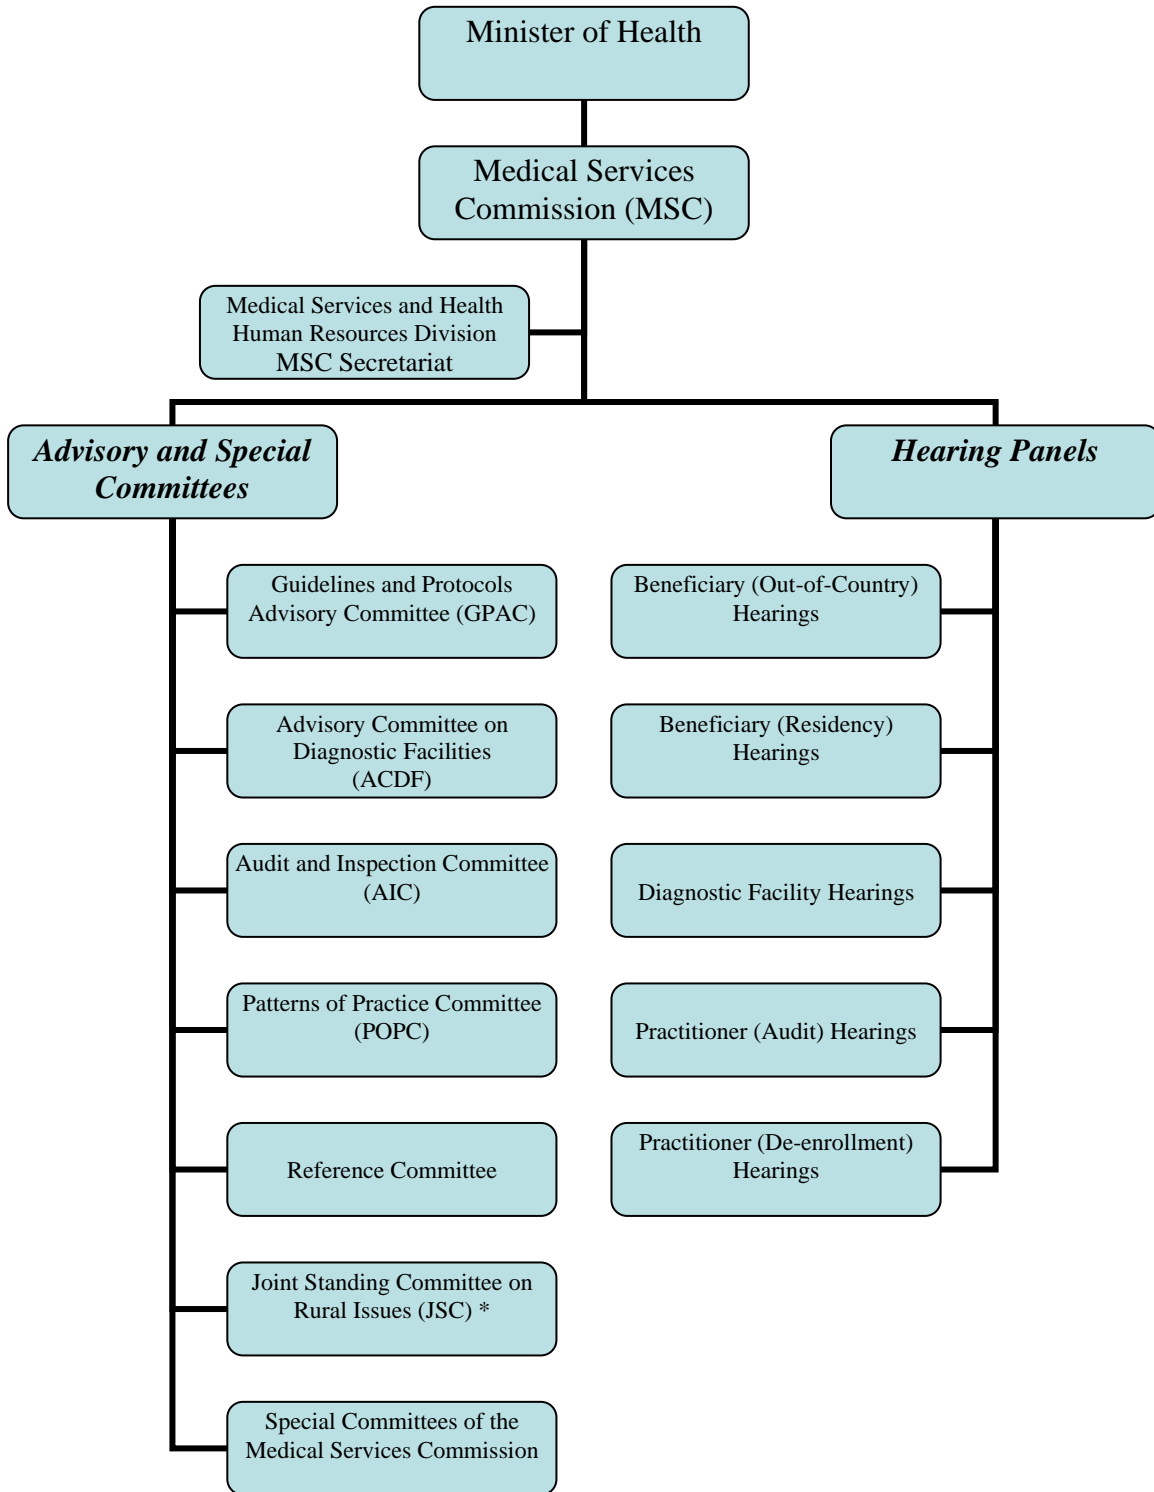 Minister of Health
Medical Services
Commission (MSC)
Medical Services and Health
Human Resources Division
MSC Secretariat
Advisory and Special
Committees
Guidelines and Protocols
Advisory Committee (GPAC)
Advisory Committee on
Diagnostic Facilities
(ACDF)
Audit and Inspection Committee
(AIC)
Patterns of Practice Committee
(POPC)
Reference Committee
Joint Standing Committee on
Rural Issues (JSC) *
Special Committees of the
Medical Services Commission
Hearing Panels
Beneficiary (Out-of-Country)
Hearings
Beneficiary (Residency)
Hearings
Diagnostic Facility Hearings
Practitioner (Audit) Hearings
Practitioner (De-enrollment)
Hearings